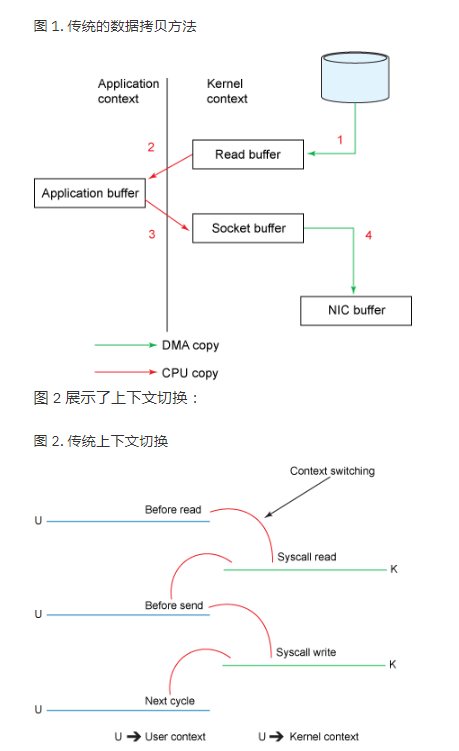 图 1. 传统的数据拷贝方法
Application context
Kernel context
1
2
Read buffer
Application buffer
3
Socket buffer
4
NIC buffer
DMA copy
CPU copy
图 2 展示了上下文切换：
图 2. 传统上下文切换
Context switching
Before read
U
Syscall read
K
Before send
U
Syscall write
K
Next cycle
U
U → User context
U → Kernel context